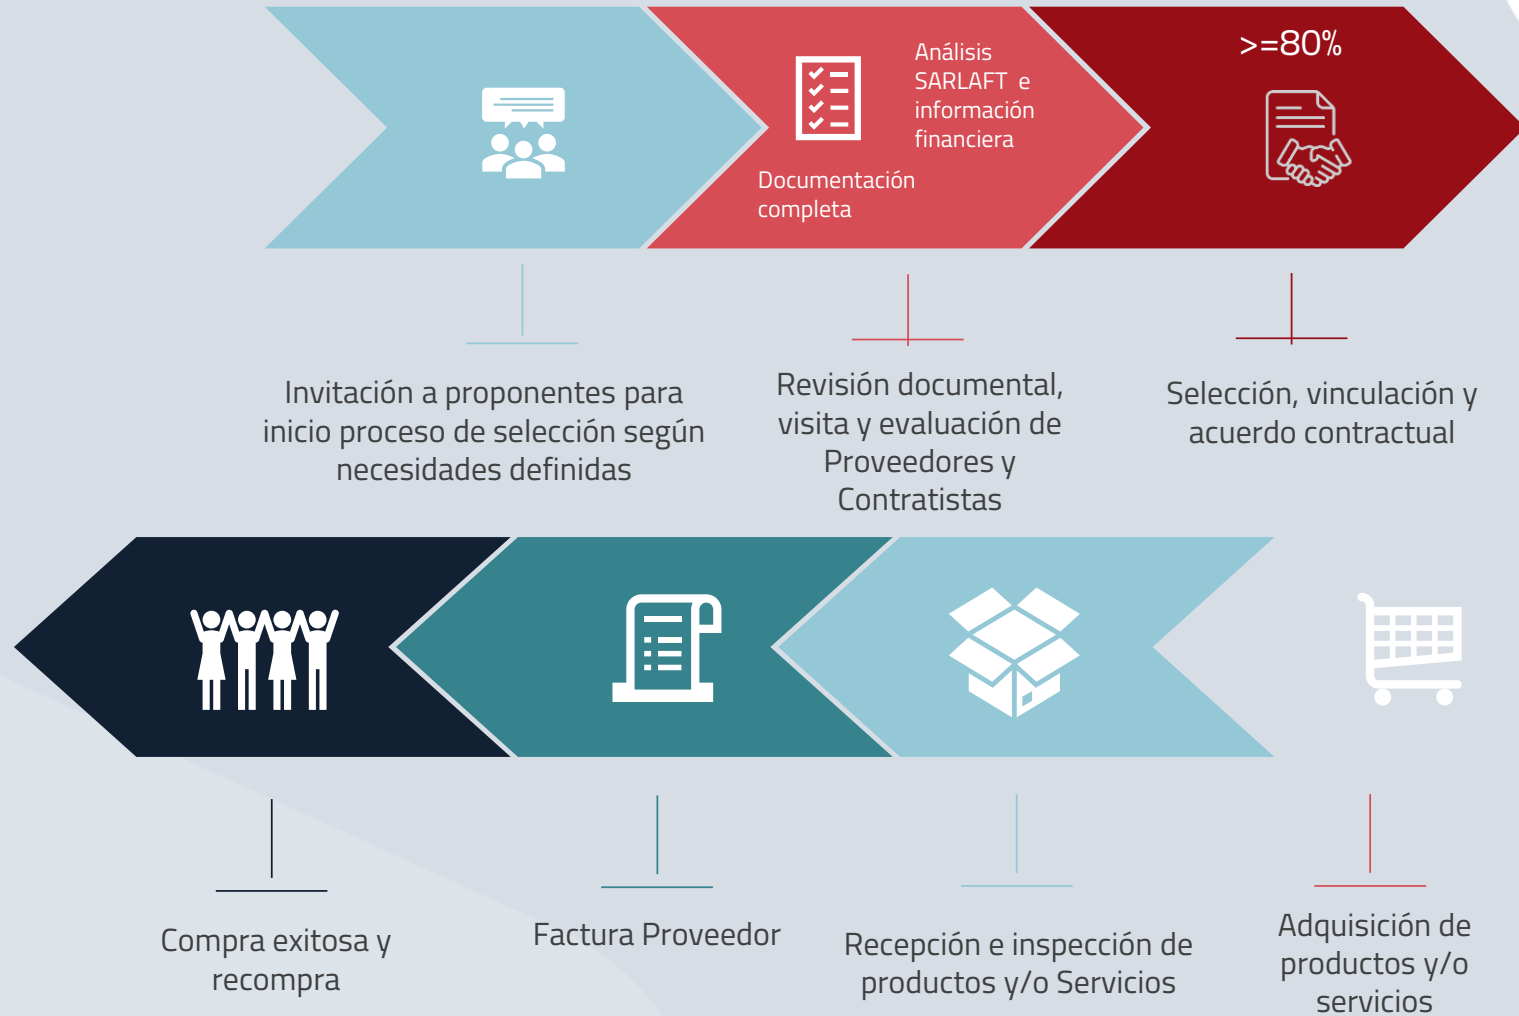 Análisis
SARLAFT e
información
financiera
Documentación
completa
>=80%
Invitación a proponentes para
inicio proceso de selección según
necesidades definidas
Revisión documental,
visita y evaluación de
Proveedores y
Contratistas
Selección, vinculación y
acuerdo contractual
Compra exitosa y
recompra
Factura Proveedor
Recepción e inspección de
productos y/o Servicios
Adquisición de
productos y/o
servicios